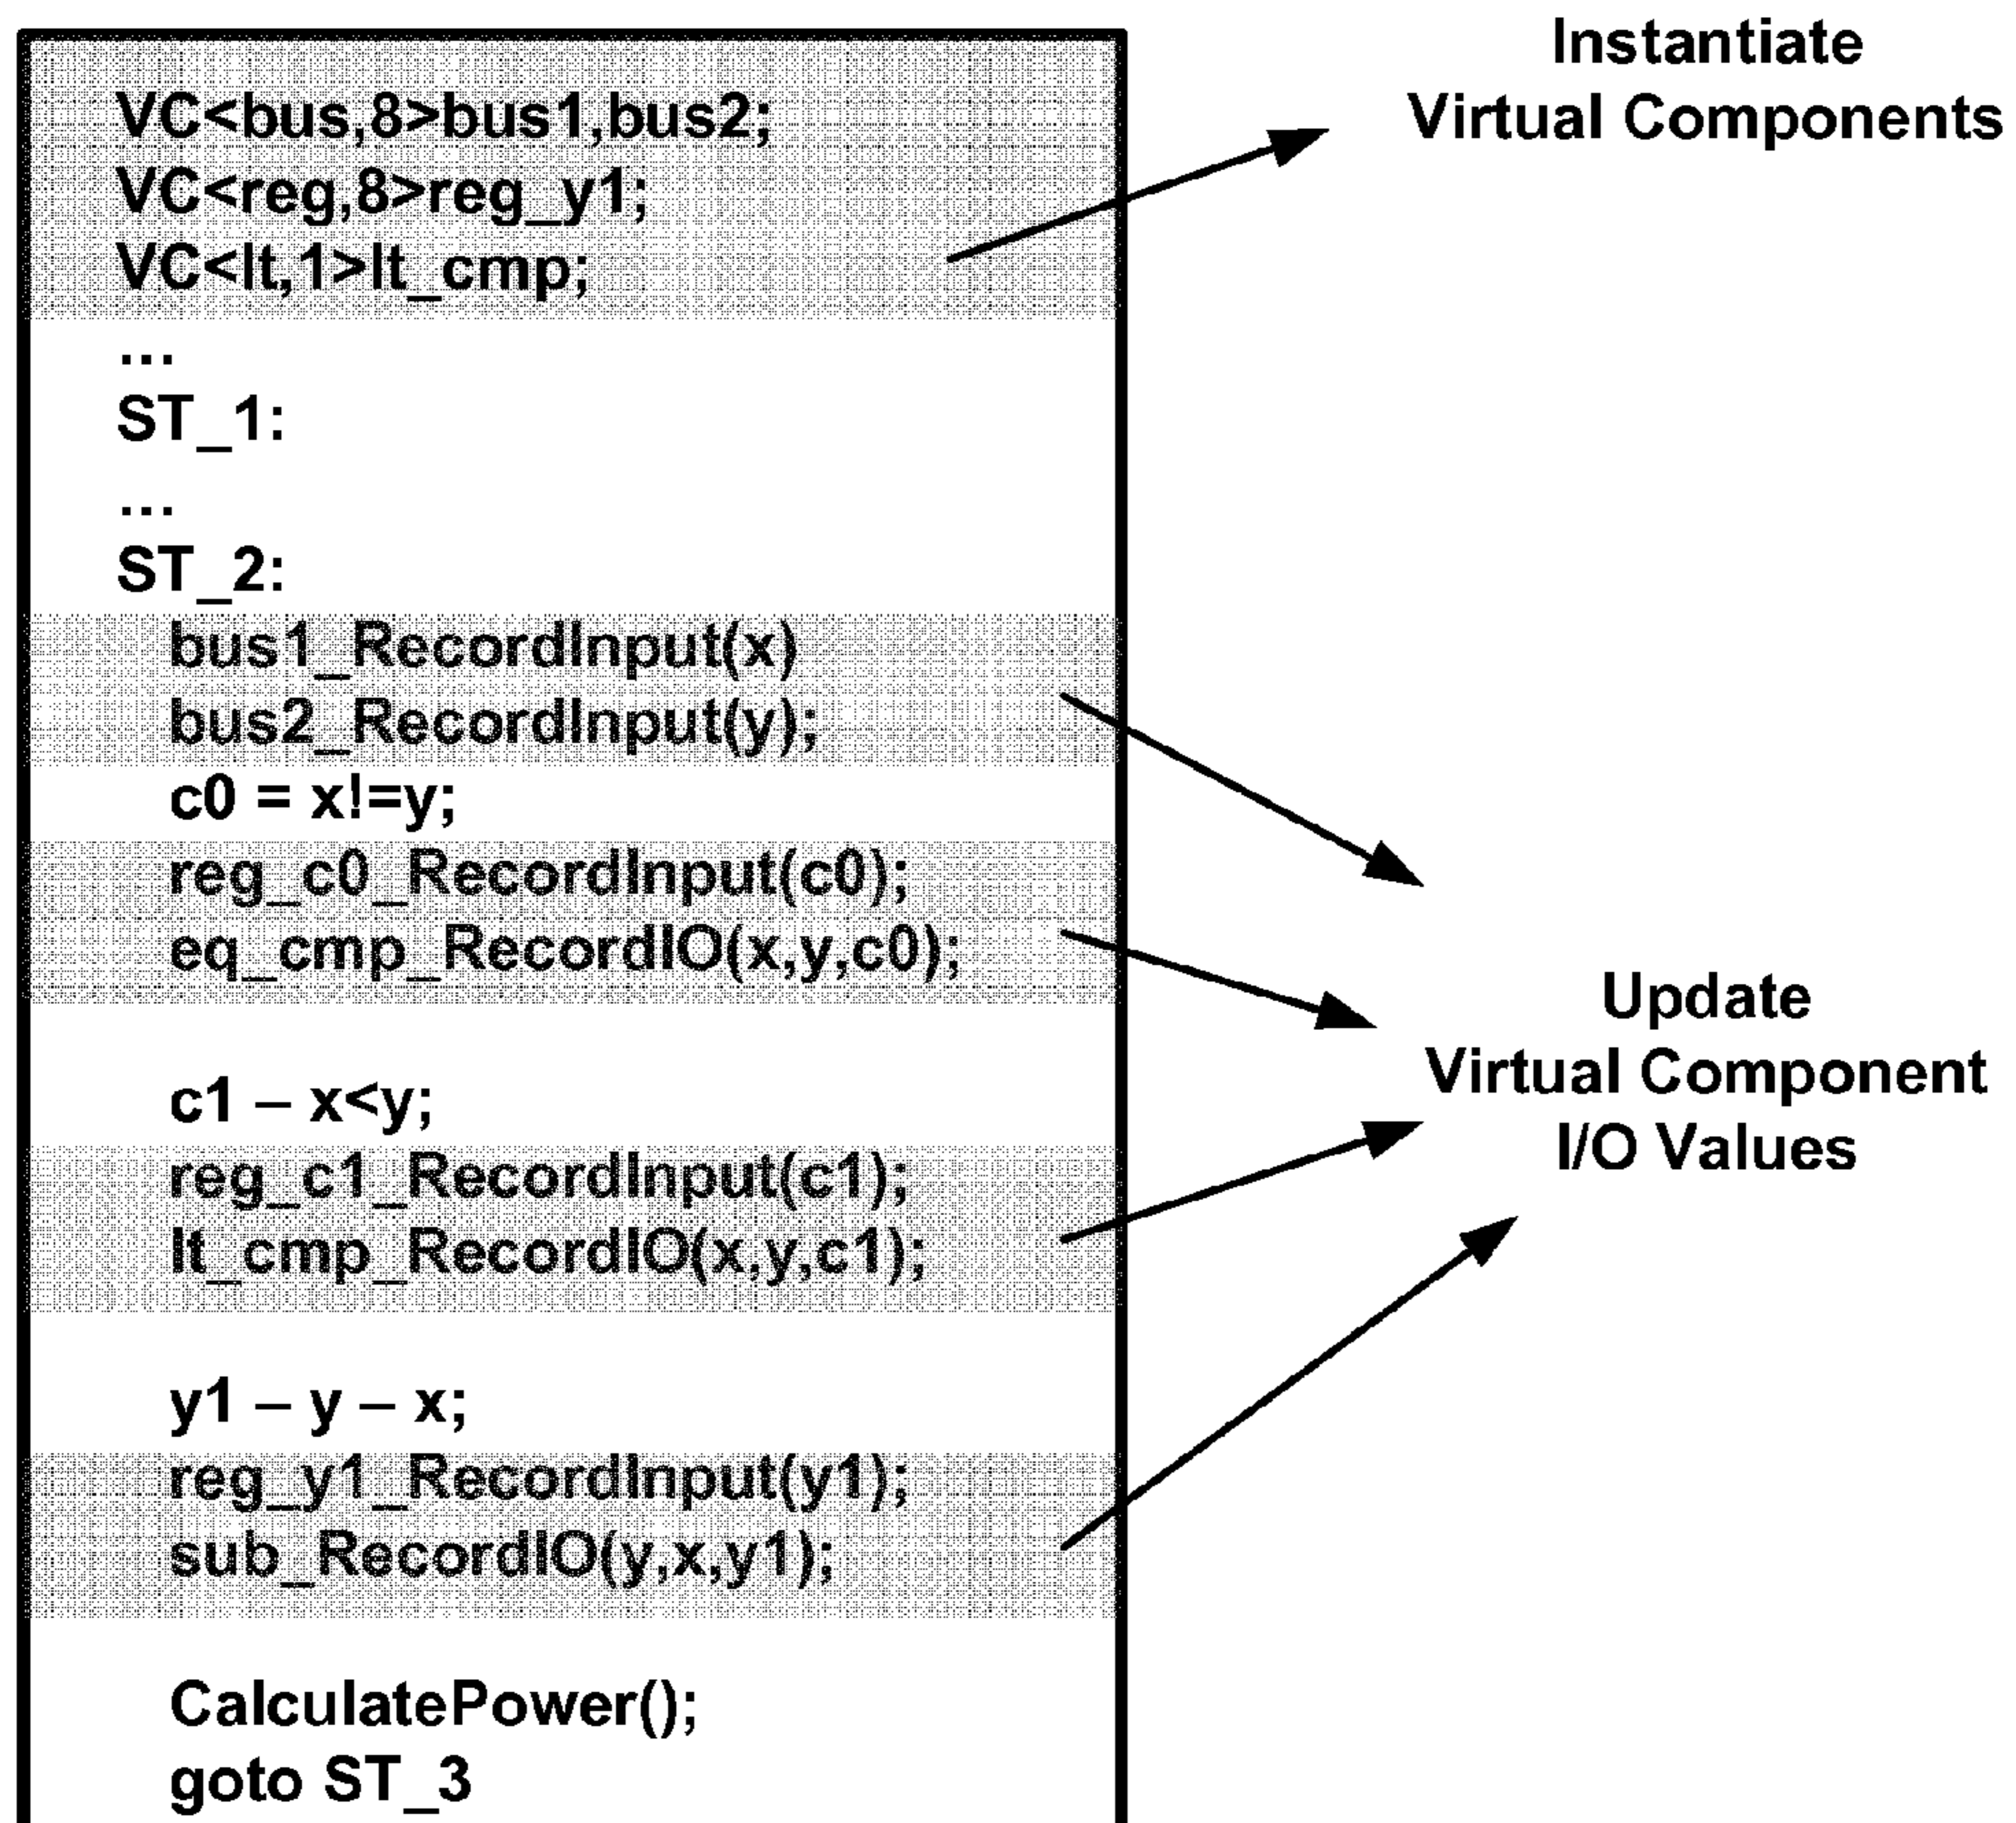 VC<bus,8>bus1,bus2;
VC<reg,8>reg_y1;
VC<lt,1>lt_cmp;
...
ST_1:
...
ST_2:
bus1_RecordInput(x)
bus2_RecordInput(y);
c0 = x!=y;
reg_c0_RecordInput(c0);
eq_cmp_RecordIO(x,y,c0);
c1 – x<y;
reg_c1_RecordInput(c1);
lt_cmp_RecordIO(x,y,c1);
y1 – y – x;
reg_y1_RecordInput(y1);
sub_RecordIO(y,x,y1);
CalculatePower();
goto ST_3
Instantiate
Virtual Components
Update
Virtual Component
I/O Values